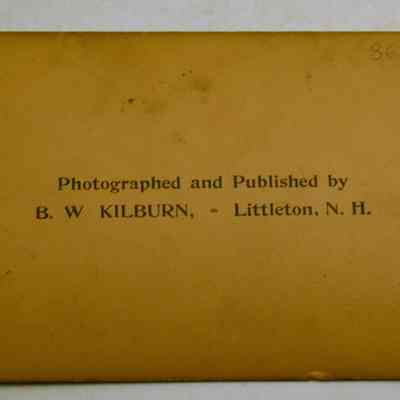 Photographed and Published by
B. W KILBURN, - Littleton, N. H.